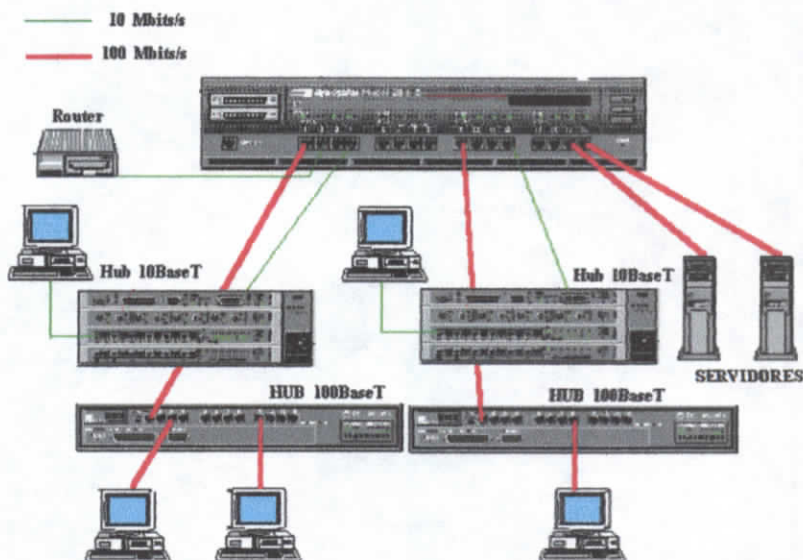 10 Mbits/s
100 Mbits/s
Router
Hub 10BaseT
Hub 10BaseT
SERVIDORES
HUB 100BaseT
HUB 100BaseT